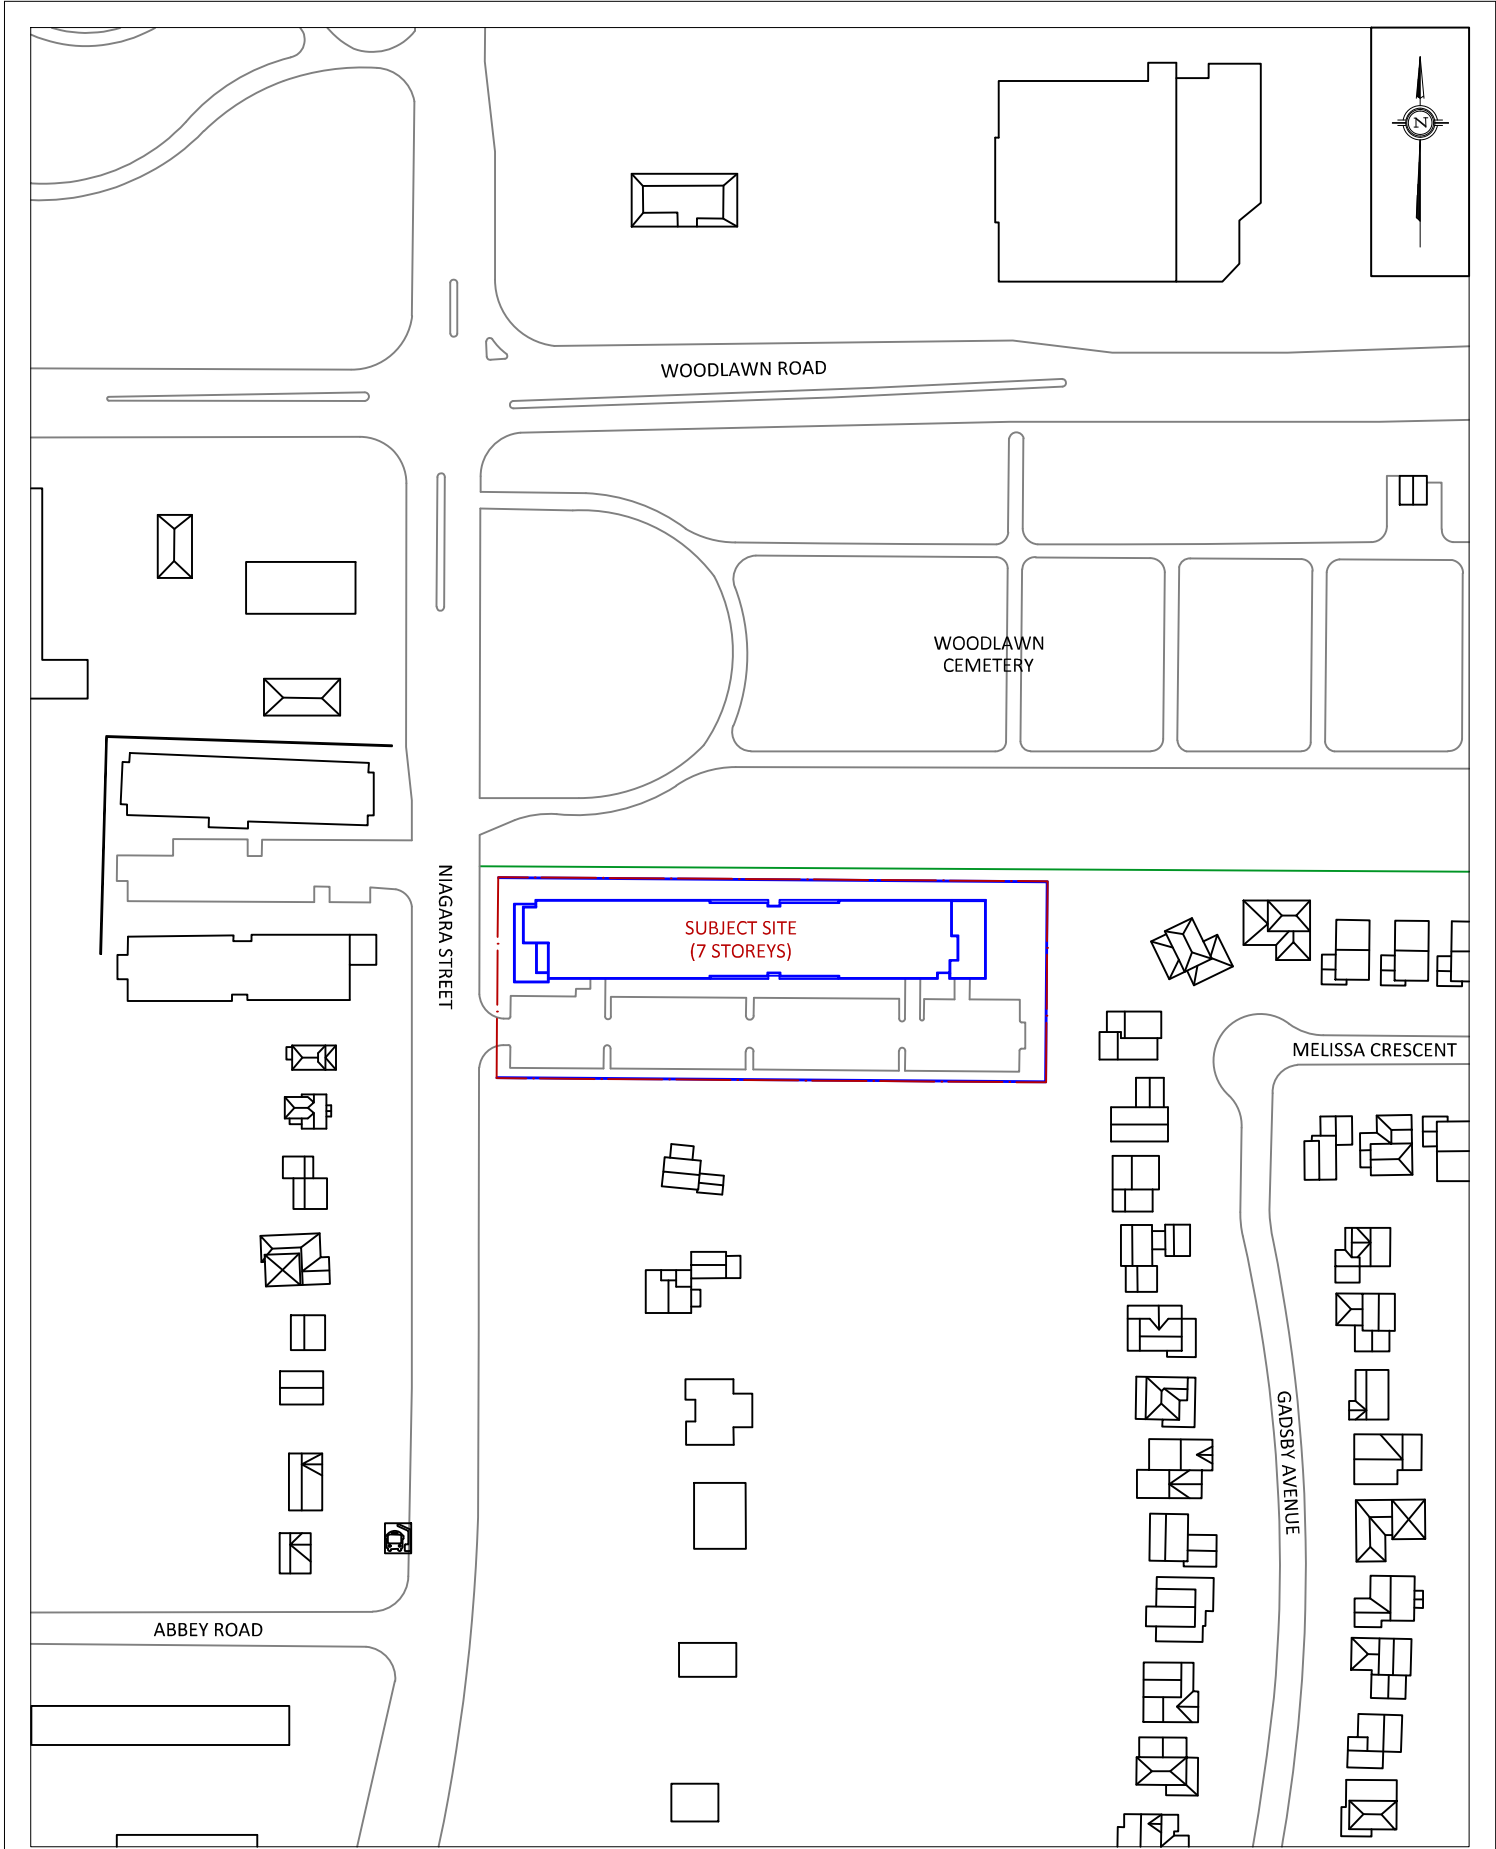 N
WOODLAWN ROAD
WOODLAWN
CEMETERY
NIAGARA STREET
SUBJECT SITE
(7 STOREYS)
MELISSA CRESCENT
GADSBY AVENUE
ABBEY ROAD